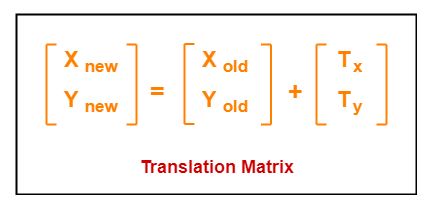 X new = X old + Tx
Y new Y old Ty
Translation Matrix